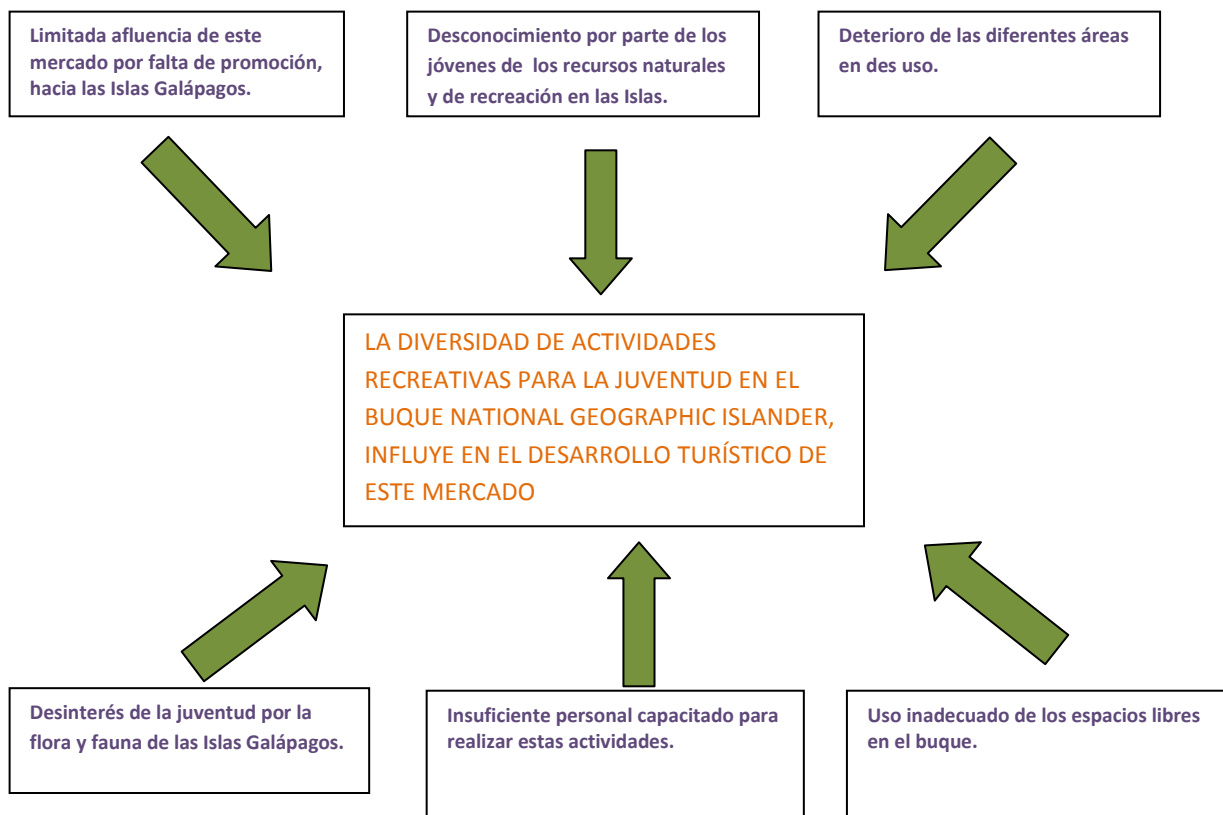 Limitada afluencia de este
mercado por falta de promoción,
hacia las Islas Galápagos.
Desconocimiento por parte de los
jóvenes de los recursos naturales
y de recreación en las Islas.
Deterioro de las diferentes áreas
en des uso.
LA DIVERSIDAD DE ACTIVIDADES
RECREATIVAS PARA LA JUVENTUD EN EL
BUQUE NATIONAL GEOGRAPHIC ISLANDER,
INFLUYE EN EL DESARROLLO TURÍSTICO DE
ESTE MERCADO
Desinterés de la juventud por la
flora y fauna de las Islas Galápagos.
Insuficiente personal capacitado para
realizar estas actividades.
Uso inadecuado de los espacios libres
en el buque.